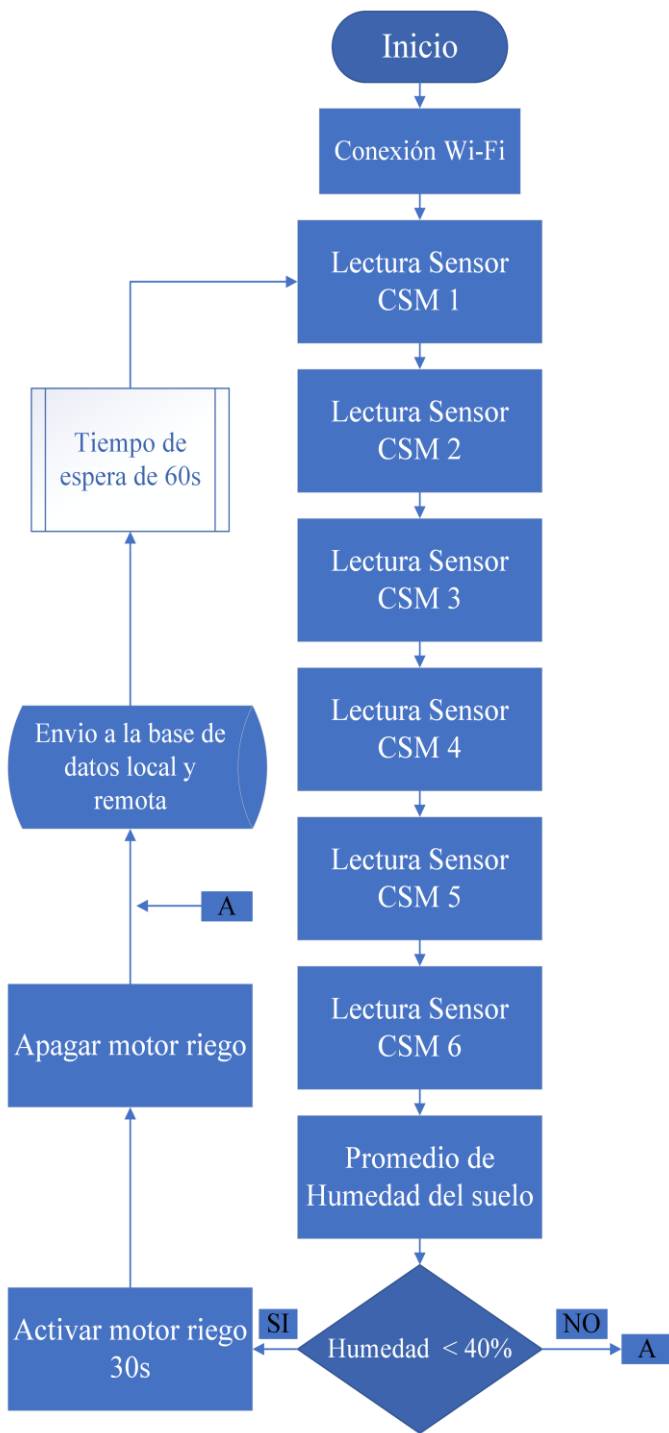 Inicio
Conexión Wi-Fi
Lectura Sensor
CSM 1
Lectura Sensor
CSM 2
Lectura Sensor
CSM 3
Lectura Sensor
CSM 4
Lectura Sensor
CSM 5
Lectura Sensor
CSM 6
Promedio de
Humedad del suelo
Humedad < 40%
SI
NO
A
Activar motor riego
30s
Apagar motor riego
A
Envio a la base de
datos local y
remota
Tiempo de
espera de 60s